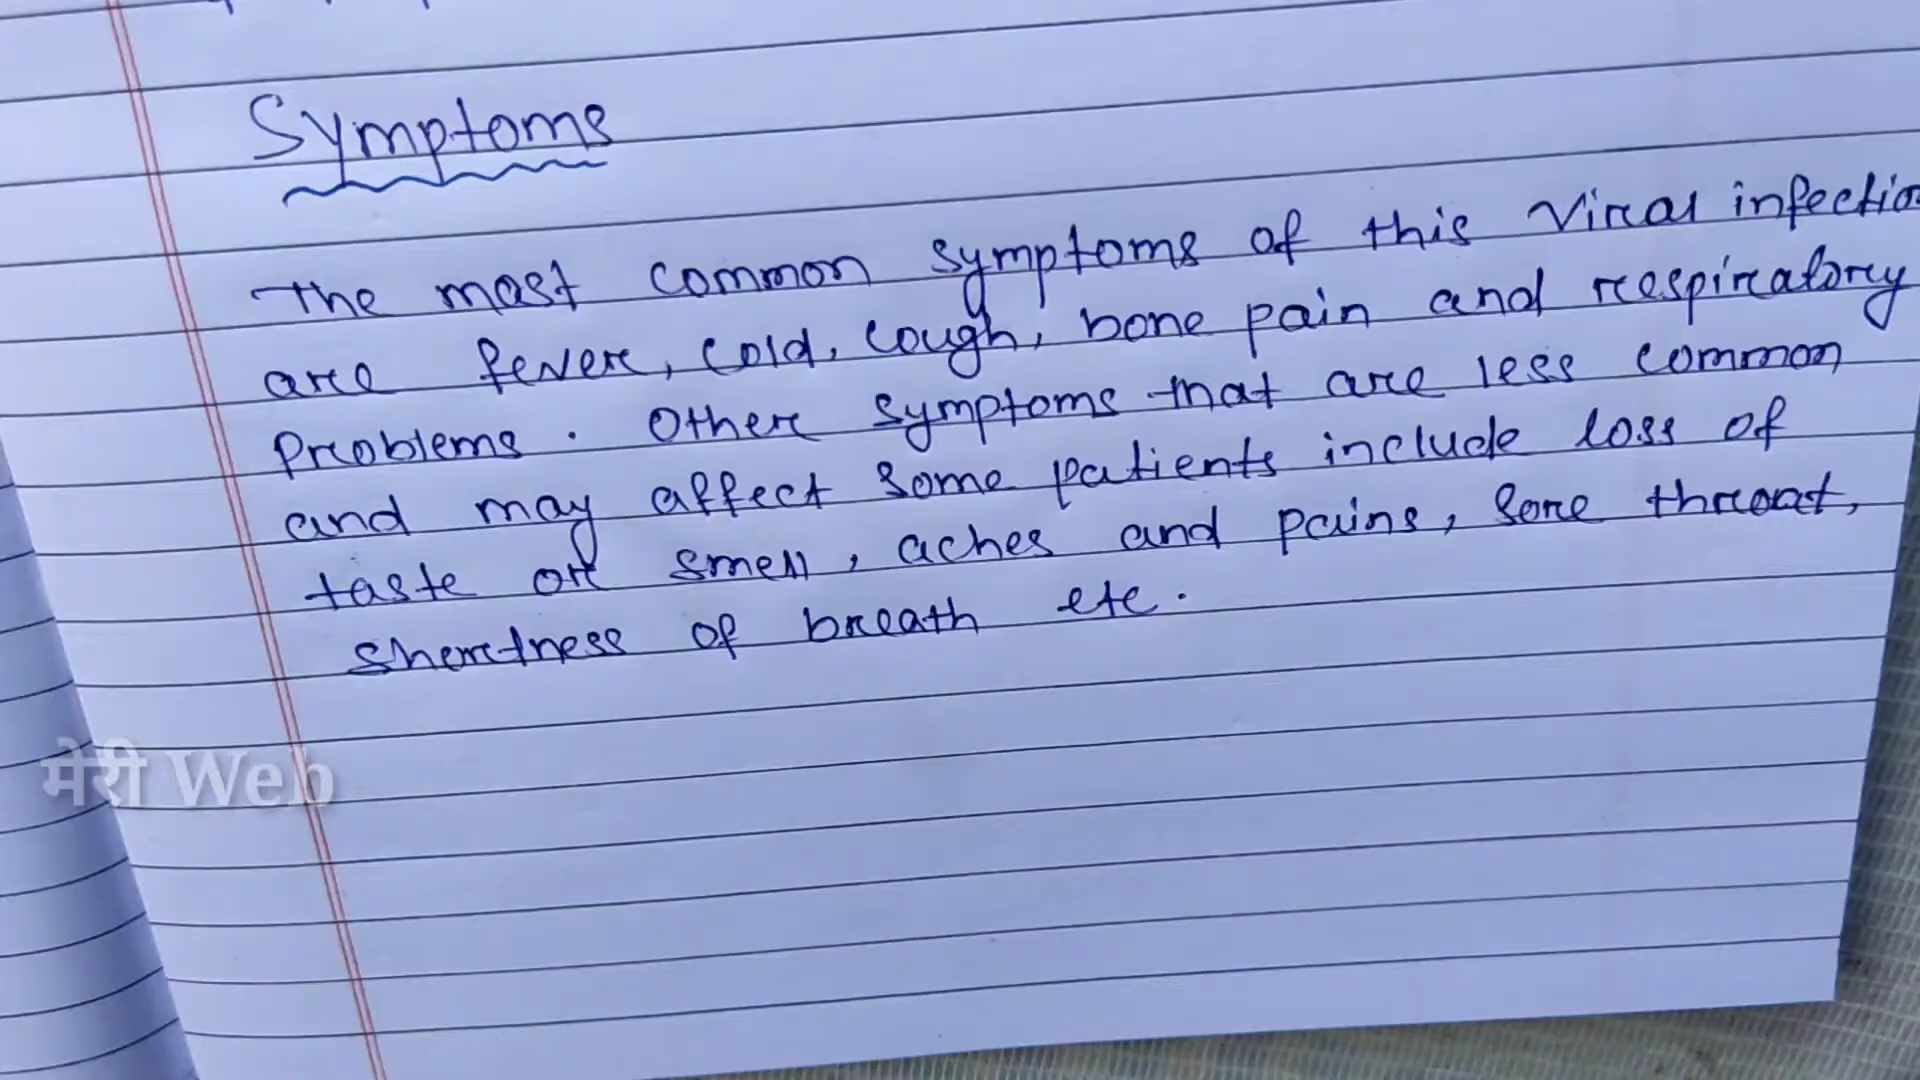 Symptoms
The most common symptoms of this viral infectio
are fever, cold, cough, bone pain and respiratory
problems. Other symptoms that are less common
and may affect some patients include loss of
taste or smell, aches and pains, sore throat,
shortness of breath etc.
मेरी Web